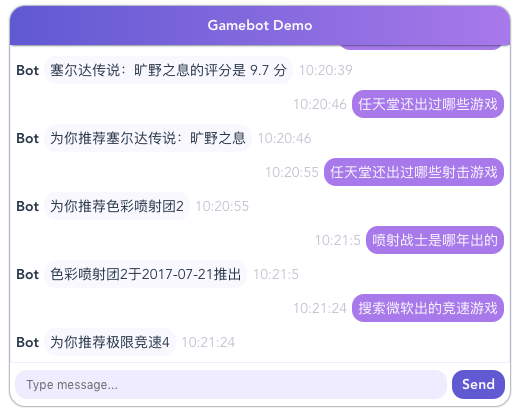 Gamebot Demo
Bot 塞尔达传说：旷野之息的评分是 9.7 分 10:20:39
10:20:46 任天堂还出过哪些游戏
Bot 为你推荐塞尔达传说：旷野之息 10:20:46
10:20:55 任天堂还出过哪些射击游戏
Bot 为你推荐色彩喷射团2 10:20:55
10:21:5 喷射战士是哪年出的
Bot 色彩喷射团2于2017-07-21推出 10:21:5
10:21:24 搜索微软出的竞速游戏
Bot 为你推荐极限竞速4 10:21:24
Type message... Send